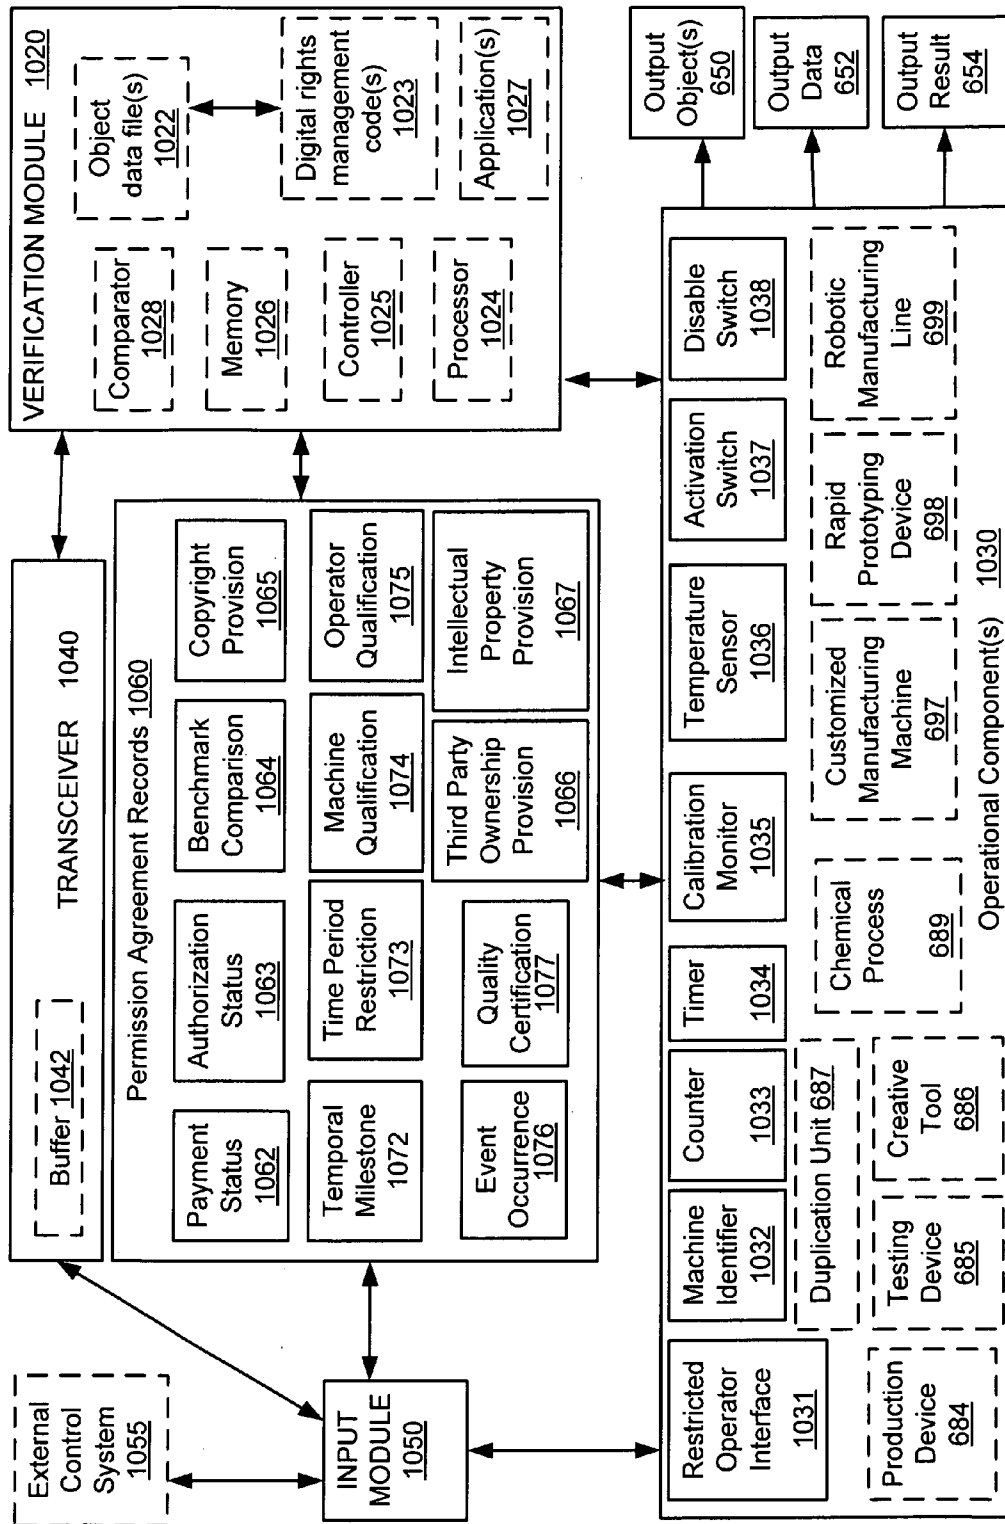 External
Control
System
1055
INPUT
MODULE
1050
Buffer 1042
TRANSCEIVER 1040
Permission Agreement Records 1060
Payment
Status
1062
Authorization
Status
1063
Benchmark
Comparison
1064
Copyright
Provision
1065
Temporal
Milestone
1072
Time Period
Restriction
1073
Machine
Qualification
1074
Operator
Qualification
1075
Event
Occurrence
1076
Quality
Certification
1077
Third Party
Ownership
Provision
1066
Intellectual
Property
Provision
1067
VERIFICATION MODULE 1020
Comparator
1028
Object
data file(s)
1022
Memory
1026
Controller
1025
Digital rights
management
code(s)
1023
Processor
1024
Application(s)
1027
Restricted
Operator
Interface
1031
Machine
Identifier
1032
Counter
1033
Timer
1034
Calibration
Monitor
1035
Temperature
Sensor
1036
Activation
Switch
1037
Disable
Switch
1038
Duplication Unit 687
Production
Device
684
Testing
Device
685
Creative
Tool
686
Chemical
Process
689
Customized
Manufacturing
Machine
697
Rapid
Prototyping
Device
698
Robotic
Manufacturing
Line
699
Operational Component(s) 1030
Output
Object(s)
650
Output
Data
652
Output
Result
654